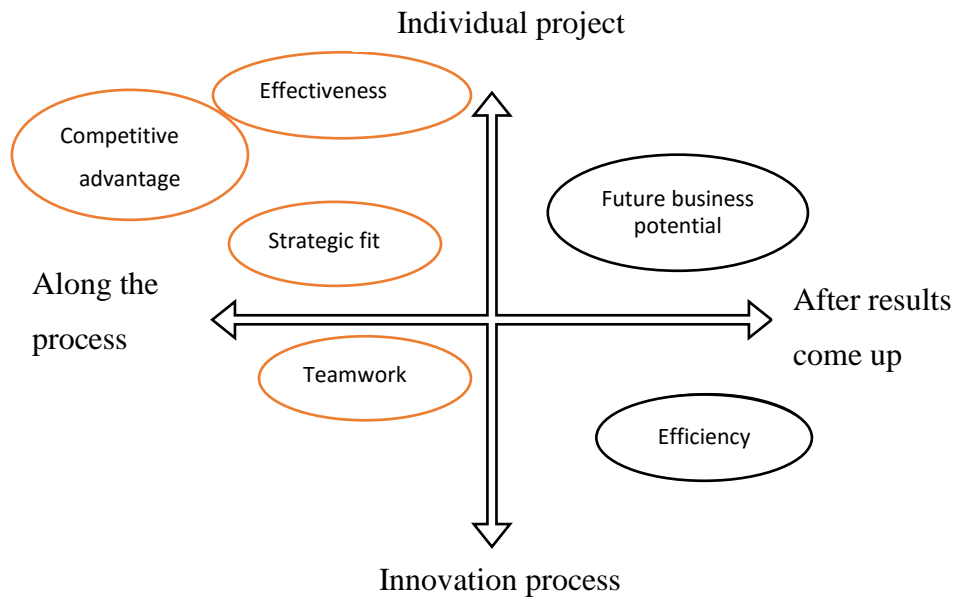 Individual project
Effectiveness
Competitive
advantage
Future business
potential
Strategic fit
Along the
process
After results
come up
Teamwork
Efficiency
Innovation process